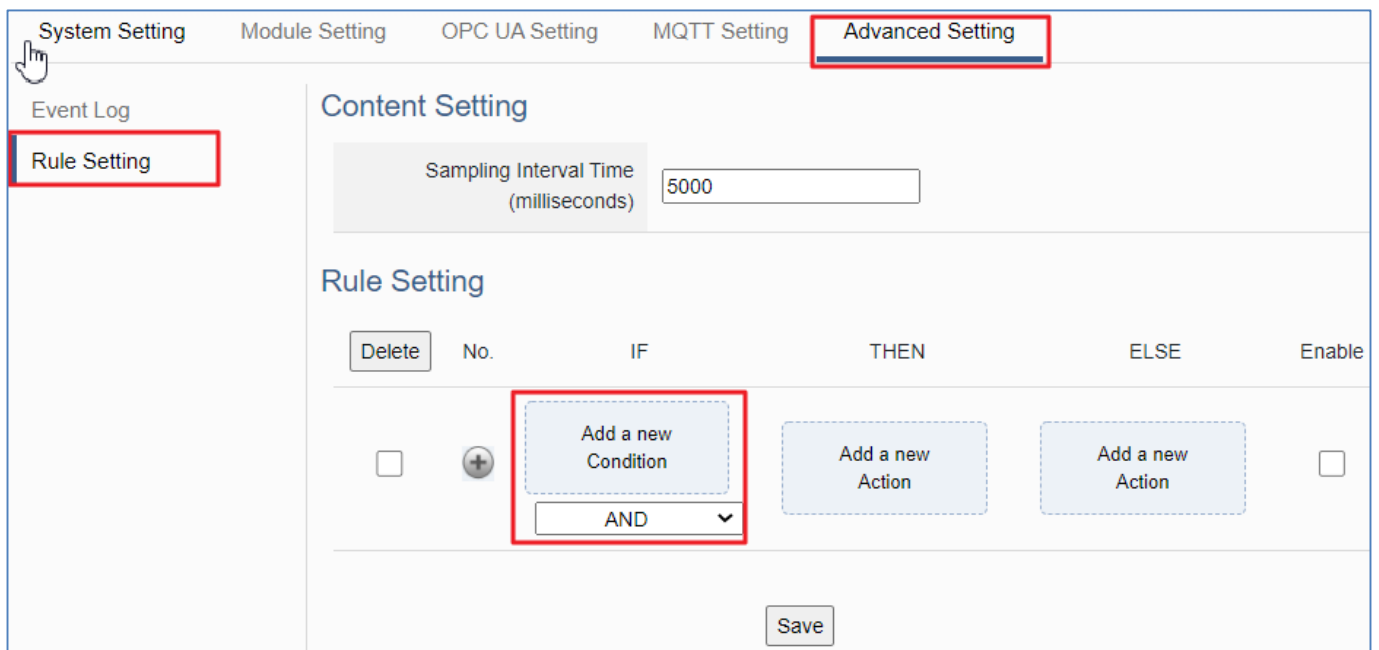 System Setting Module Setting OPC UA Setting MQTT Setting Advanced Setting
Event Log
Rule Setting
Content Setting
Sampling Interval Time
(milliseconds)
5000
Rule Setting
Delete No. IF THEN ELSE Enable
Add a new
Condition
AND
Add a new
Action
Add a new
Action
Save